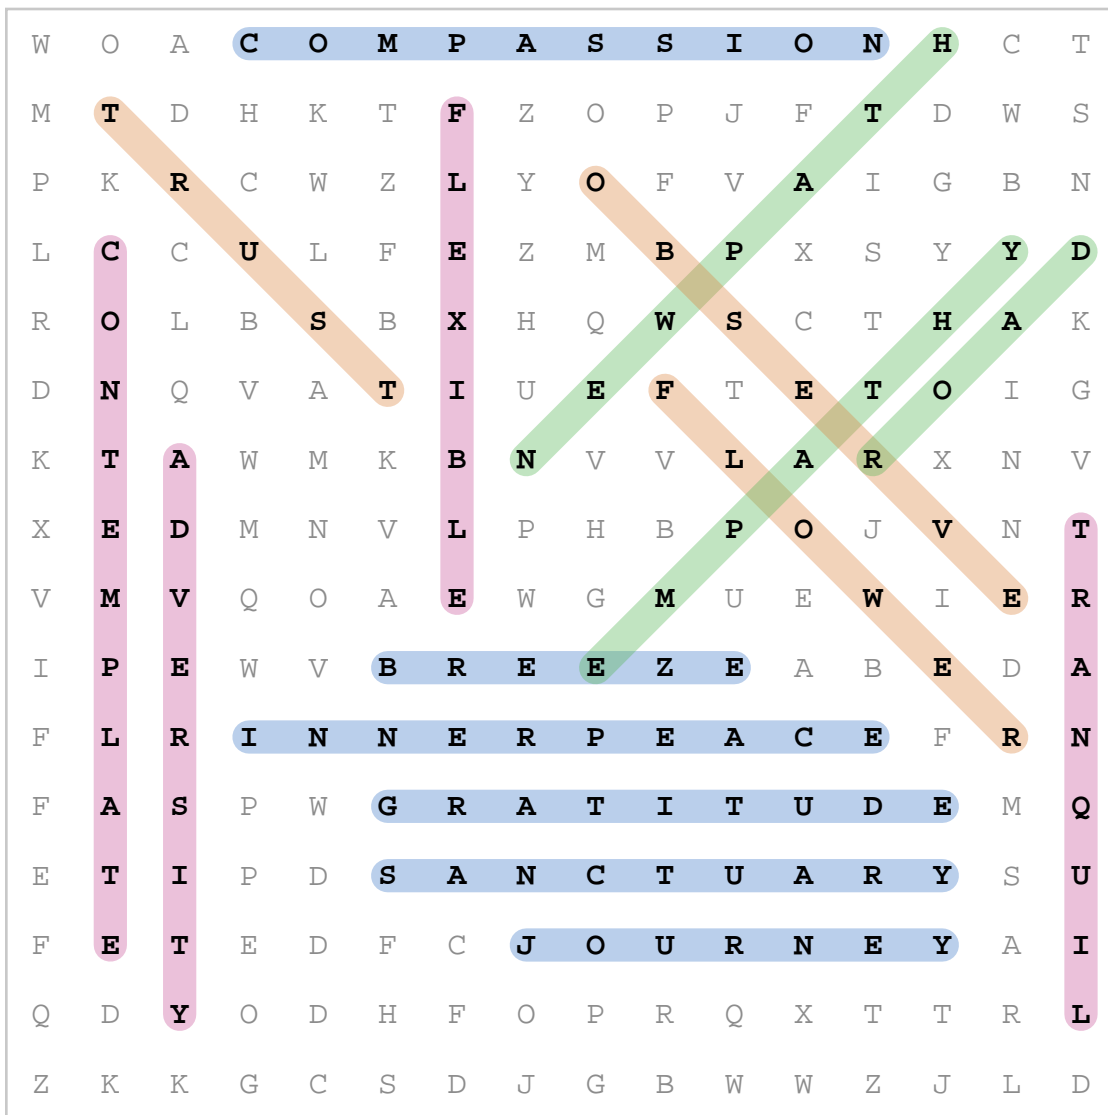 W O A C O M P A S S I O N H C T
M T D H K T F Z O P J F T D W S
P K R C W Z L Y O F V A I G B N
L C C U L F E Z M B P X S Y Y D
R O L B S B X H Q W S C T H A K
D N Q V A T I U E F T E T O I G
K T A W M K B N V V L A R X N V
X E D M N V L P H B P O J V N T
V M V Q O A E W G M U E W I E R
I P E W V B R E E Z E A B E D A
F L R I N N E R P E A C E F R N
F A S P W G R A T I T U D E M Q
E T I P D S A N C T U A R Y S U
F E T E D F C J O U R N E Y A I
Q D Y O D H F O P R Q X T T R L
Z K K G C S D J G B W W Z J L D